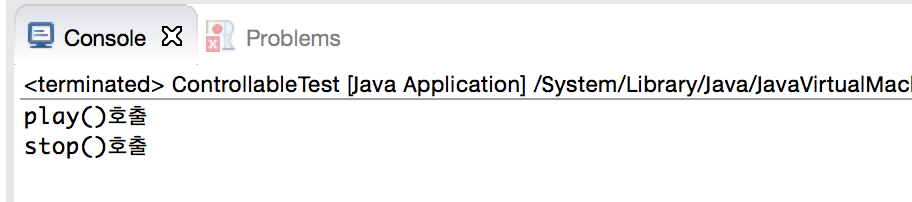 Console Problems
<terminated> ControllableTest [Java Application] /System/Library/Java/JavaVirtualMac
play()호출
stop()호출